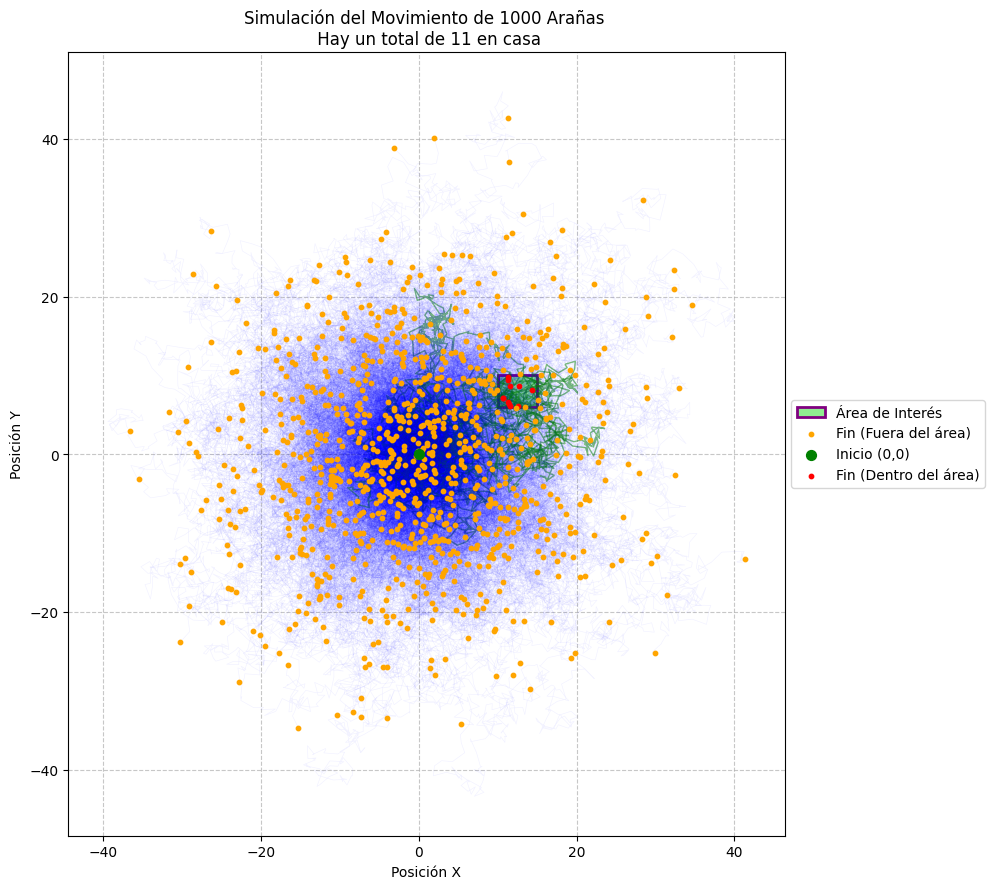 Simulación del Movimiento de 1000 Arañas
Hay un total de 11 en casa
Posición Y
40
20
0
−20
−40
−40
−20
0
20
40
Posición X
Área de Interés
Fin (Fuera del área)
Inicio (0,0)
Fin (Dentro del área)